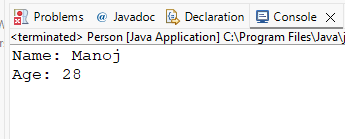 Problems @ Javadoc Declaration Console
<terminated> Person [Java Application] C:\Program Files\Java\j
Name: Manoj
Age: 28